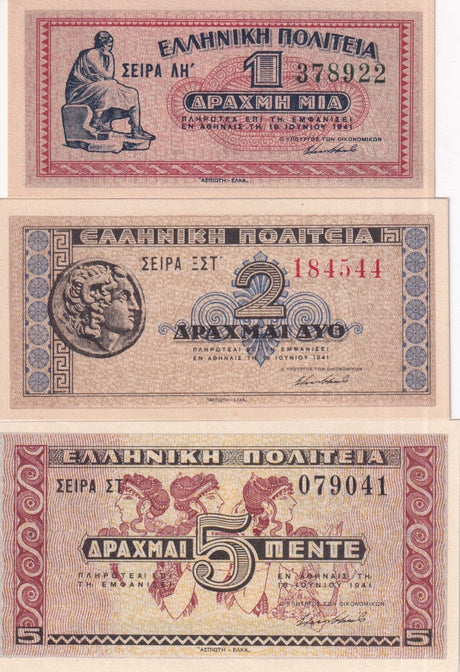 ΕΛΛΗΝΙΚΗ ΠΟΛΙΤΕΙΑ
ΣΕΙΡΑ ΛΗ΄ 1 378922
ΔΡΑΧΜΗ ΜΙΑ
ΠΛΗΡΩΤΕΑ ΕΠΙ ΤΗ ΕΜΦΑΝΙΣΕΙ
ΕΝ ΑΘΗΝΑΙΣ ΤΗ 18 ΙΟΥΝΙΟΥ 1941
Ο ΥΠΟΥΡΓΟΣ ΤΩΝ ΟΙΚΟΝΟΜΙΚΩΝ
"ΑΣΠΙΩΤΗ-ΕΛΚΑ.
ΕΛΛΗΝΙΚΗ ΠΟΛΙΤΕΙΑ
ΣΕΙΡΑ ΞΣΤ΄ 184544
2
ΔΡΑΧΜΑΙ ΔΥΟ
ΠΛΗΡΩΤΕΑΙ ΕΠΙ ΤΗ ΕΜΦΑΝΙΣΕΙ
ΕΝ ΑΘΗΝΑΙΣ ΤΗ 18 ΙΟΥΝΙΟΥ 1941
Ο ΥΠΟΥΡΓΟΣ ΤΩΝ ΟΙΚΟΝΟΜΙΚΩΝ
"ΑΣΠΙΩΤΗ-ΕΛΚΑ.
ΕΛΛΗΝΙΚΗ ΠΟΛΙΤΕΙΑ
ΣΕΙΡΑ ΣΤ΄ 079041
ΔΡΑΧΜΑΙ 5 ΠΕΝΤΕ
ΠΛΗΡΩΤΕΑΙ ΕΠΙ
ΤΗ ΕΜΦΑΝΙΣΕΙ
ΕΝ ΑΘΗΝΑΙΣ ΤΗ
18 ΙΟΥΝΙΟΥ 1941
Ο ΥΠΟΥΡΓΟΣ ΤΩΝ ΟΙΚΟΝΟΜΙΚΩΝ
5 5
"ΑΣΠΙΩΤΗ-ΕΛΚΑ.